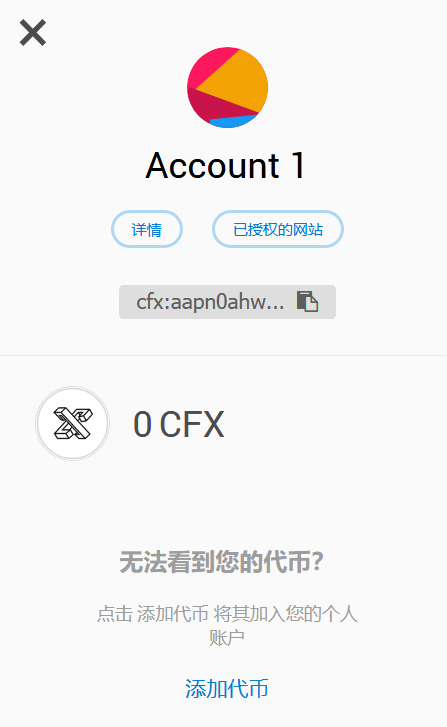 Account 1
详情
已授权的网站
cfx:aapn0ahw...
0 CFX
无法看到您的代币?
点击 添加代币 将其加入您的个人
账户
添加代币